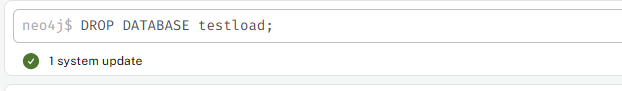 neo4j$ DROP DATABASE testload;
1 system update